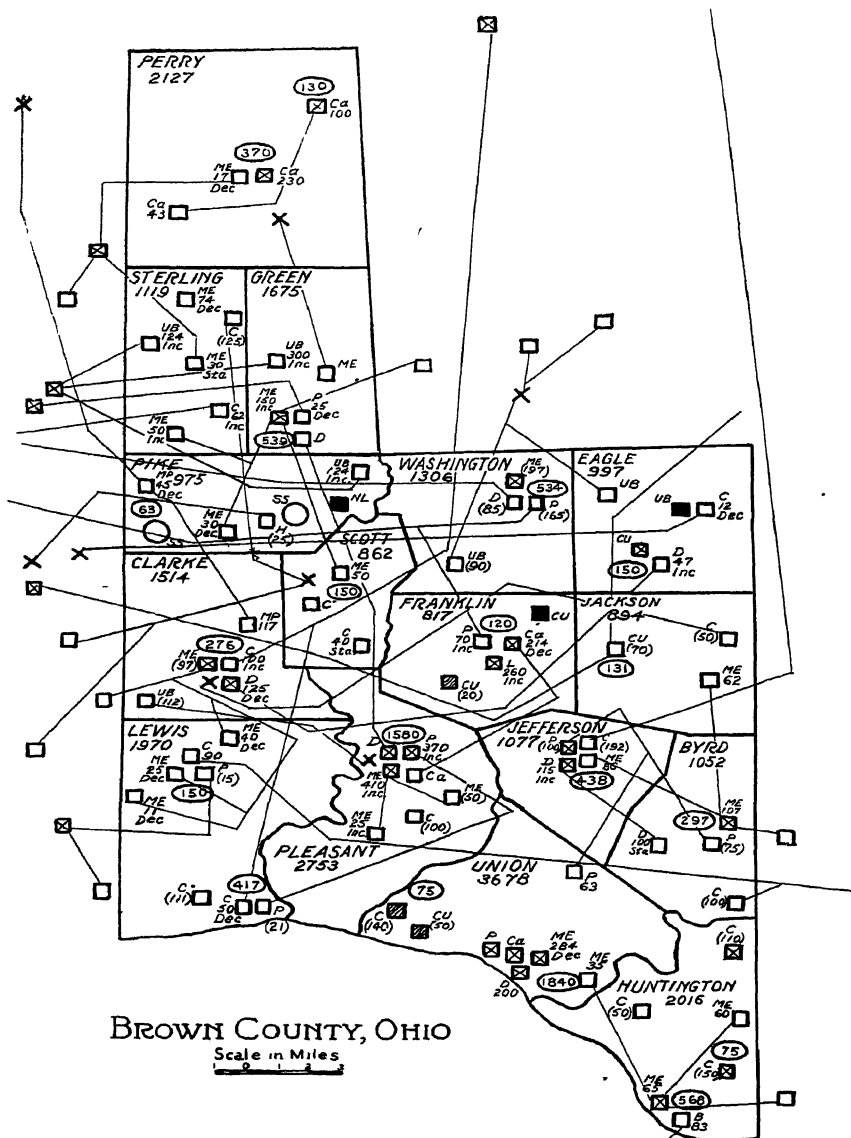 PERRY
2127
130
Ca
100
370
ME
17
Dec
Ca
230
Ca
43
STERLING
1119
ME
74
Dec
C
(125)
UB
124
Inc
ME
30
Sta
C
62
Inc
ME
50
Inc
GREEN
1675
UB
300
Inc
ME
ME
150
Inc
P
25
Dec
539
D
PIKE
975
45
Dec
63
SS
ME
30
Dec
H
(25)
SS
UB
124
Inc
NL
WASHINGTON
1306
ME
(197)
534
D
(85)
P
(165)
UB
(90)
EAGLE
997
UB
UB
C
12
Dec
CU
150
D
47
Inc
CLARKE
1514
MP
117
276
ME
(97)
C
100
Inc
D
125
Dec
UB
(112)
SCOTT
862
ME
50
150
C
C
40
Sta
FRANKLIN
817
120
CU
P
70
Inc
Ca
214
Dec
L
260
Inc
CU
(20)
JACKSON
894
CU
(70)
131
C
(50)
ME
62
LEWIS
1970
ME
40
Dec
C
90
ME
25
Dec
P
(15)
150
ME
11
Dec
C
(111)
417
C
50
Dec
P
(21)
1580
D
P
370
Inc
ME
410
Inc
Ca
ME
(50)
C
(100)
ME
25
Inc
PLEASANT
2753
JEFFERSON
1077
P
C
(192)
D
115
Inc
ME
86
438
BYRD
1052
297
ME
107
D
100
Sta
P
(75)
C
(109)
UNION
3678
P
63
75
C
(140)
CU
(50)
P
Ca
ME
284
Dec
D
200
1840
ME
35
C
(110)
HUNTINGTON
2016
C
(50)
ME
60
75
C
(150)
ME
65
568
B
83
BROWN COUNTY, OHIO
Scale in Miles
1 0 1 2 3